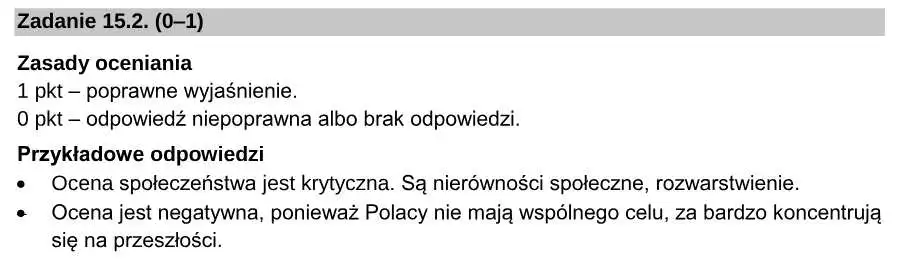 Zadanie 15.2. (0–1)
Zasady oceniania
1 pkt – poprawne wyjaśnienie.
0 pkt – odpowiedź niepoprawna albo brak odpowiedzi.
Przykładowe odpowiedzi
• Ocena społeczeństwa jest krytyczna. Są nierówności społeczne, rozwarstwienie.
• Ocena jest negatywna, ponieważ Polacy nie mają wspólnego celu, za bardzo koncentrują
się na przeszłości.